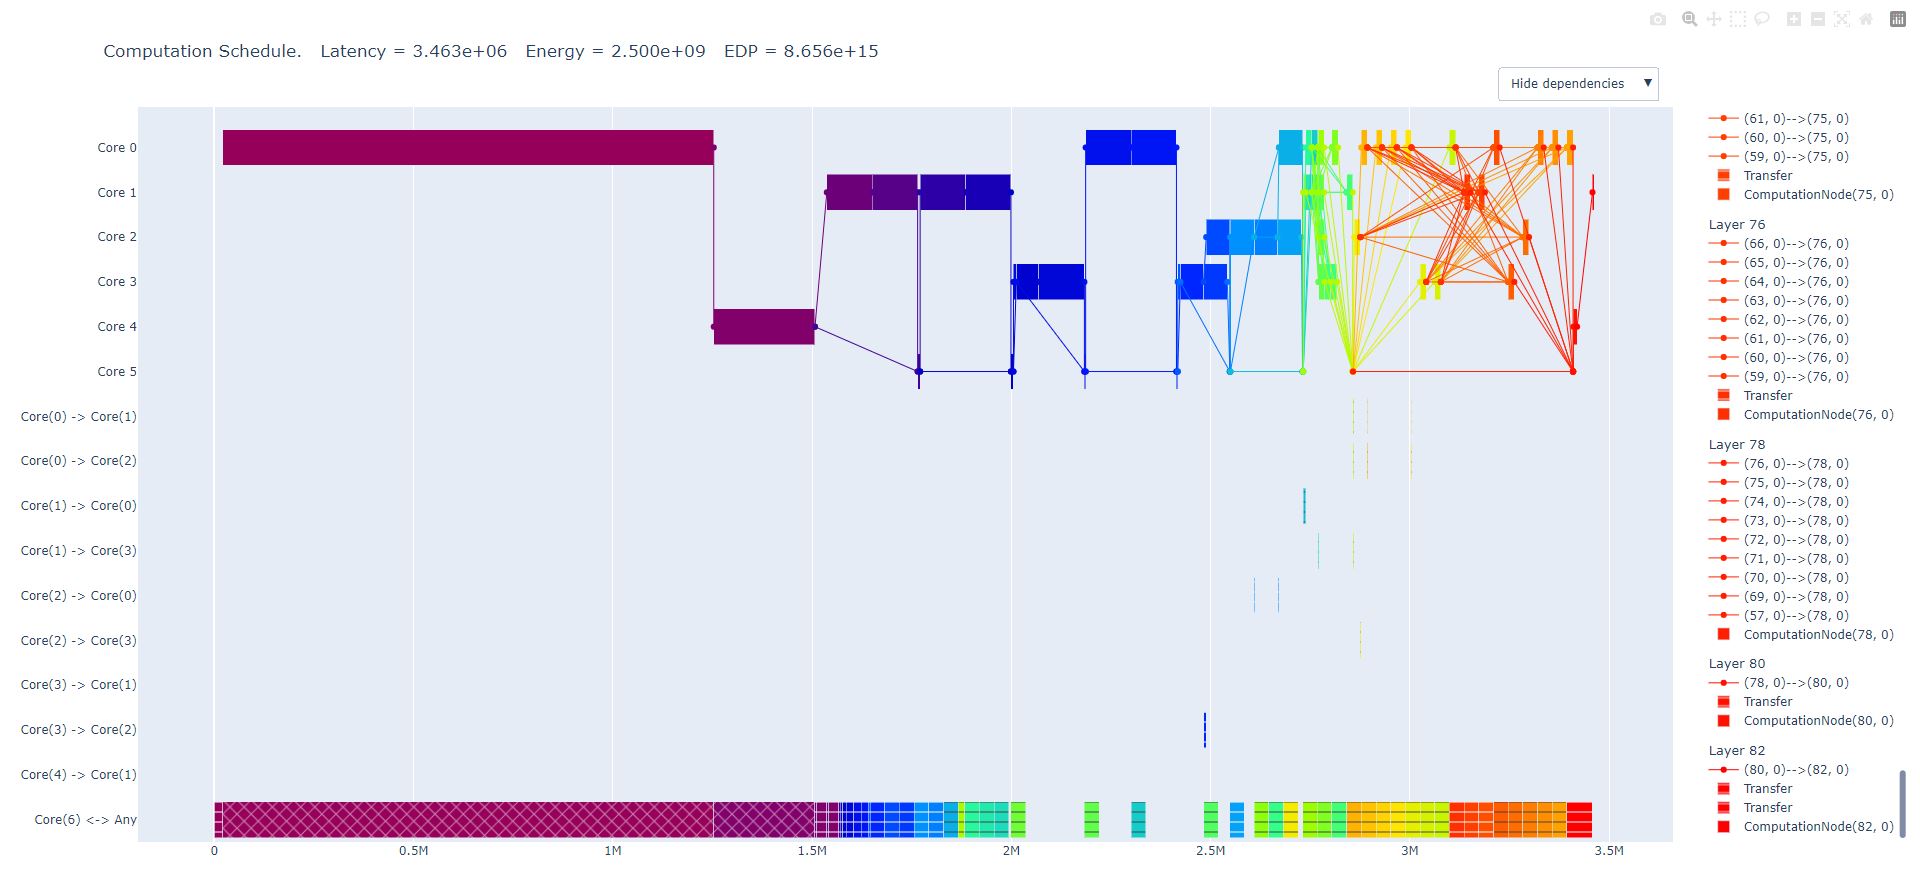 Computation Schedule.   Latency = 3.463e+06   Energy = 2.500e+09   EDP = 8.656e+15
Hide dependencies ▼
Core 0
Core 1
Core 2
Core 3
Core 4
Core 5
Core(0) -> Core(1)
Core(0) -> Core(2)
Core(1) -> Core(0)
Core(1) -> Core(3)
Core(2) -> Core(0)
Core(2) -> Core(3)
Core(3) -> Core(1)
Core(3) -> Core(2)
Core(4) -> Core(1)
Core(6) <-> Any
0
0.5M
1M
1.5M
2M
2.5M
3M
3.5M
(61, 0)-->(75, 0)
(60, 0)-->(75, 0)
(59, 0)-->(75, 0)
Transfer
ComputationNode(75, 0)
Layer 76
(66, 0)-->(76, 0)
(65, 0)-->(76, 0)
(64, 0)-->(76, 0)
(63, 0)-->(76, 0)
(62, 0)-->(76, 0)
(61, 0)-->(76, 0)
(60, 0)-->(76, 0)
(59, 0)-->(76, 0)
Transfer
ComputationNode(76, 0)
Layer 78
(76, 0)-->(78, 0)
(75, 0)-->(78, 0)
(74, 0)-->(78, 0)
(73, 0)-->(78, 0)
(72, 0)-->(78, 0)
(71, 0)-->(78, 0)
(70, 0)-->(78, 0)
(69, 0)-->(78, 0)
(57, 0)-->(78, 0)
ComputationNode(78, 0)
Layer 80
(78, 0)-->(80, 0)
Transfer
ComputationNode(80, 0)
Layer 82
(80, 0)-->(82, 0)
Transfer
Transfer
ComputationNode(82, 0)